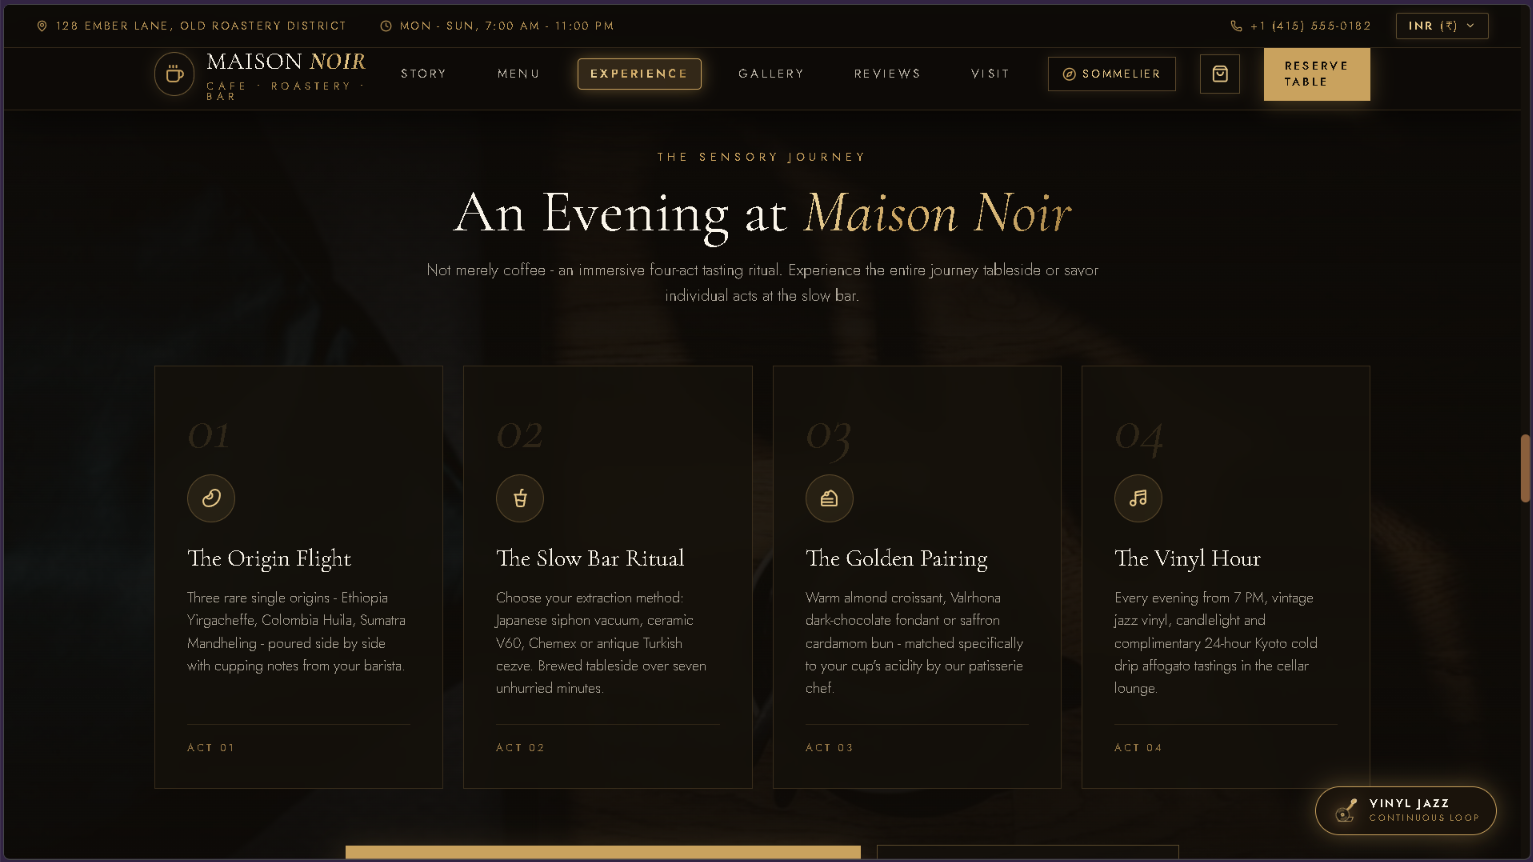 128 EMBER LANE, OLD ROASTERY DISTRICT
MON - SUN, 7:00 AM - 11:00 PM
+1 (415) 555-0182
INR (₹)
MAISON NOIR
CAFE · ROASTERY ·
BAR
STORY
MENU
EXPERIENCE
GALLERY
REVIEWS
VISIT
SOMMELIER
RESERVE
TABLE
THE SENSORY JOURNEY
An Evening at Maison Noir
Not merely coffee - an immersive four-act tasting ritual. Experience the entire journey tableside or savor
individual acts at the slow bar.
01
The Origin Flight
Three rare single origins - Ethiopia
Yirgacheffe, Colombia Huila, Sumatra
Mandheling - poured side by side
with cupping notes from your barista.
ACT 01
02
The Slow Bar Ritual
Choose your extraction method:
Japanese siphon vacuum, ceramic
V60, Chemex or antique Turkish
cezve. Brewed tableside over seven
unhurried minutes.
ACT 02
03
The Golden Pairing
Warm almond croissant, Valrhona
dark-chocolate fondant or saffron
cardamom bun - matched specifically
to your cup's acidity by our patisserie
chef.
ACT 03
04
The Vinyl Hour
Every evening from 7 PM, vintage
jazz vinyl, candlelight and
complimentary 24-hour Kyoto cold
drip affogato tastings in the cellar
lounge.
ACT 04
VINYL JAZZ
CONTINUOUS LOOP